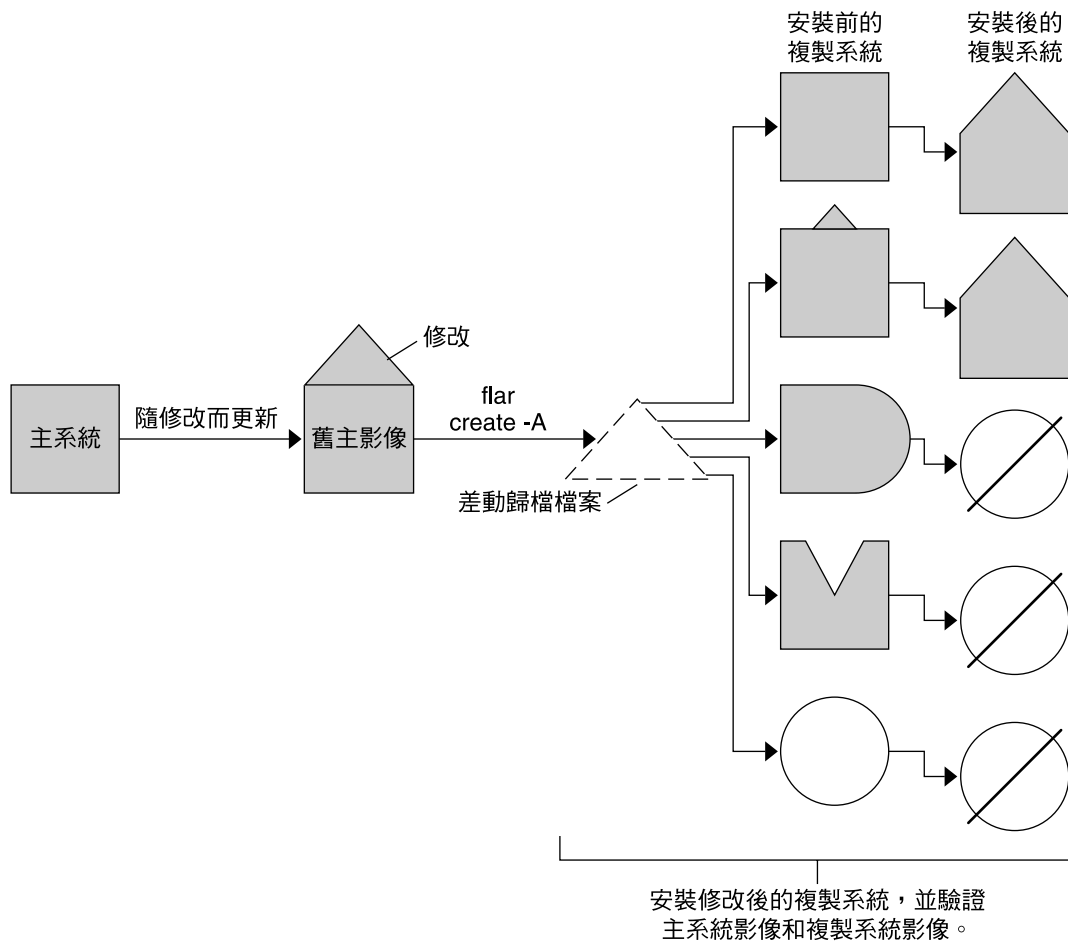 安裝前的
複製系統
安裝後的
複製系統
修改
主系統
隨修改而更新
舊主影像
flar
create -A
差動歸檔檔案
安裝修改後的複製系統，並驗證
主系統影像和複製系統影像。